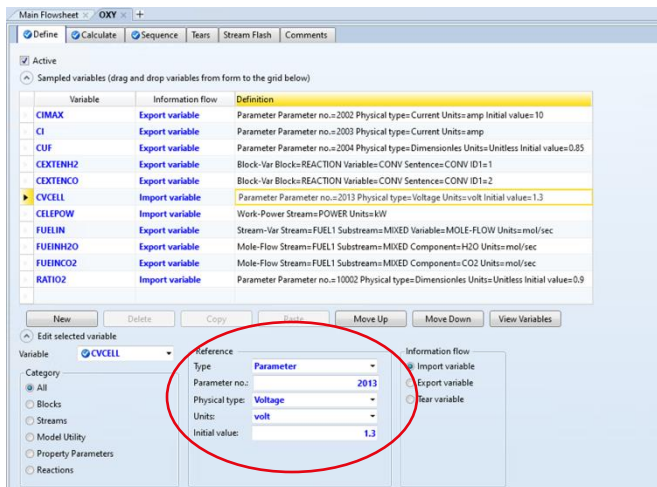 Main Flowsheet × OXY × +
Define Calculate Sequence Tears Stream Flash Comments
Active
Sampled variables (drag and drop variables from form to the grid below)
Variable Information flow Definition
CIMAX Export variable Parameter Parameter no.=2002 Physical type=Current Units=amp Initial value=10
CI Export variable Parameter Parameter no.=2003 Physical type=Current Units=amp
CUF Export variable Parameter Parameter no.=2004 Physical type=Dimensionles Units=Unitless Initial value=0.85
CEXTENH2 Export variable Block-Var Block=REACTION Variable=CONV Sentence=CONV ID1=1
CEXTENCO Export variable Block-Var Block=REACTION Variable=CONV Sentence=CONV ID1=2
CVCELL Import variable Parameter Parameter no.=2013 Physical type=Voltage Units=volt Initial value=1.3
CELEPOW Import variable Work-Power Stream=POWER Units=kW
FUELIN Export variable Stream-Var Stream=FUEL1 Substream=MIXED Variable=MOLE-FLOW Units=mol/sec
FUEINH2O Export variable Mole-Flow Stream=FUEL1 Substream=MIXED Component=H2O Units=mol/sec
FUEINCO2 Export variable Mole-Flow Stream=FUEL1 Substream=MIXED Component=CO2 Units=mol/sec
RATIO2 Import variable Parameter Parameter no.=10002 Physical type=Dimensionles Units=Unitless Initial value=0.9
New Delete Copy Paste Move Up Move Down View Variables
Edit selected variable
Variable CVCELL
Category
All
Blocks
Streams
Model Utility
Property Parameters
Reactions
Reference
Type Parameter
Parameter no.: 2013
Physical type: Voltage
Units: volt
Initial value: 1.3
Information flow
Import variable
Export variable
Tear variable